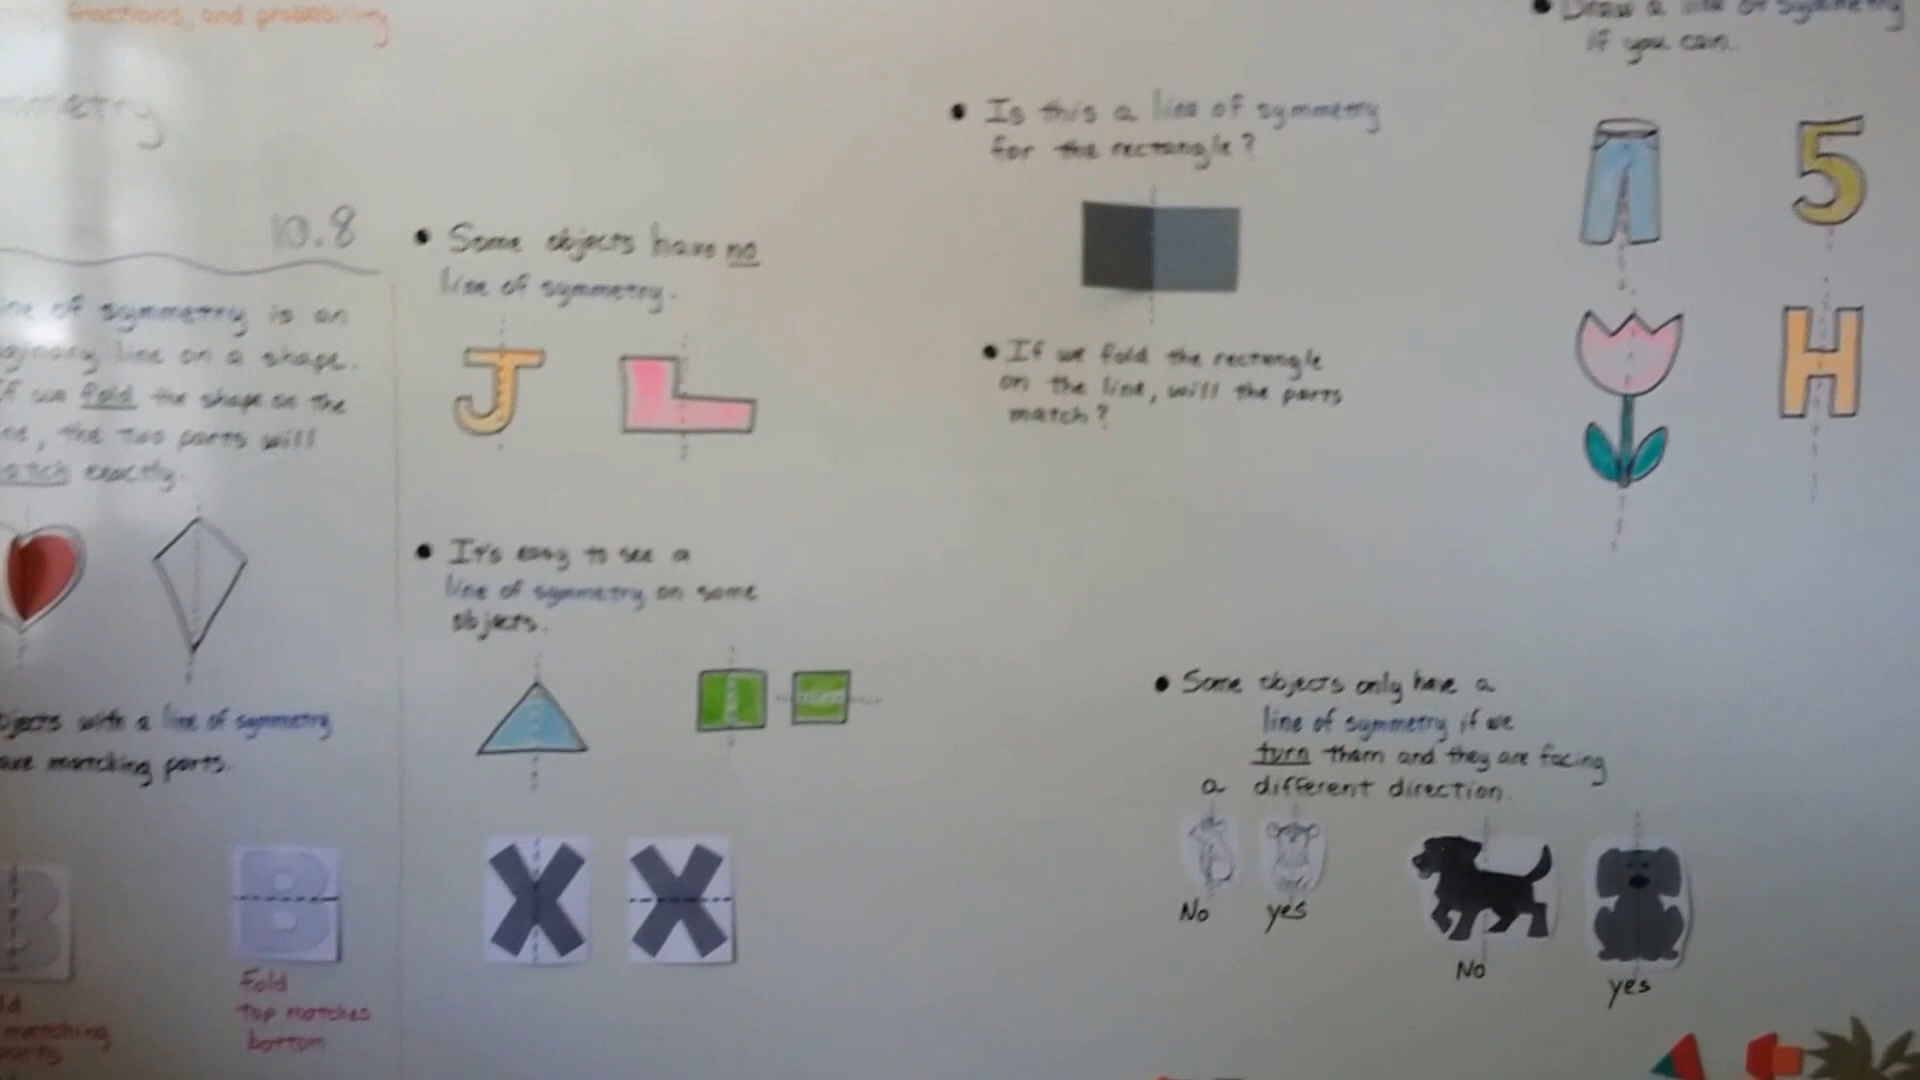 fractions, and probability
10.8
line of symmetry is an
line on a shape.
If we fold the shape on the
the two parts will
match exactly.
with a line of symmetry
have matching parts.
B
B
matching
parts
Fold
top matches
bottom
• Some objects have no
line of symmetry.
J L
• It's easy to see a
line of symmetry on some
objects.
X X
• Is this a line of symmetry
for the rectangle?
• If we fold the rectangle
on the line, will the parts
match?
• Draw a line of symmetry
if you can.
5
H
• Some objects only have a
line of symmetry if we
turn them and they are facing
a different direction.
No yes
No yes